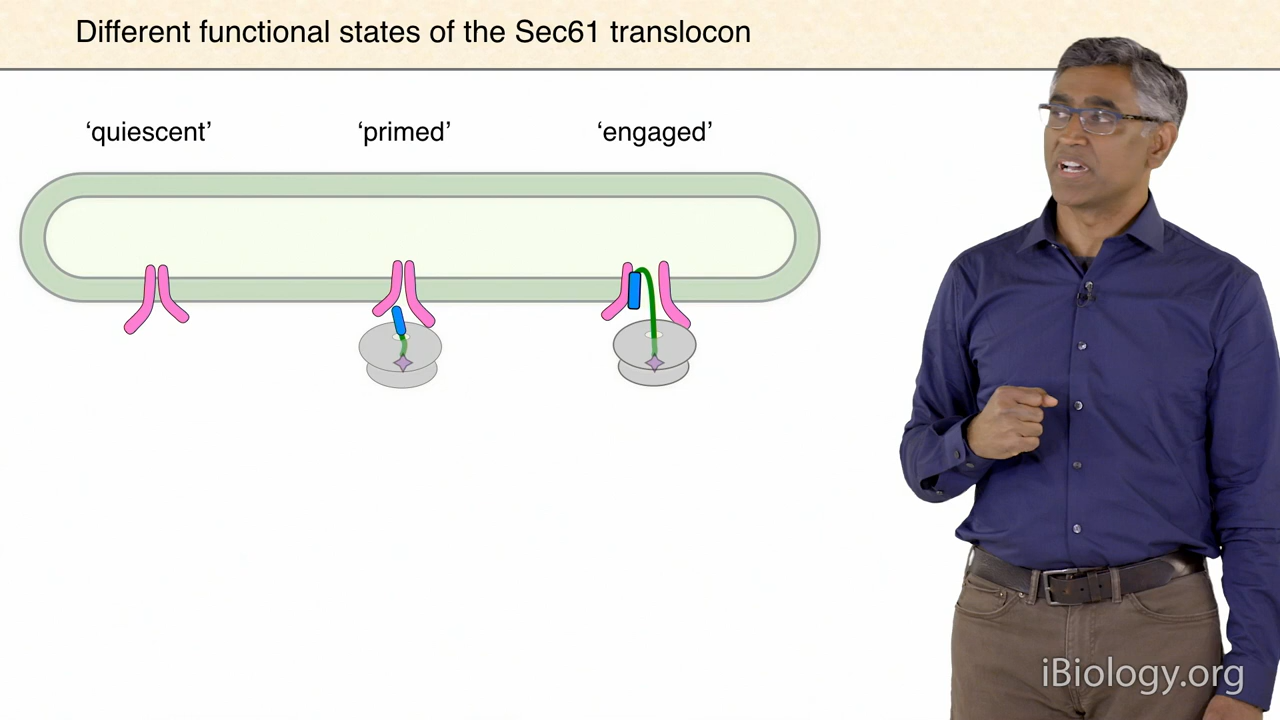 Different functional states of the Sec61 translocon
‘quiescent’
‘primed’
‘engaged’
iBiology.org